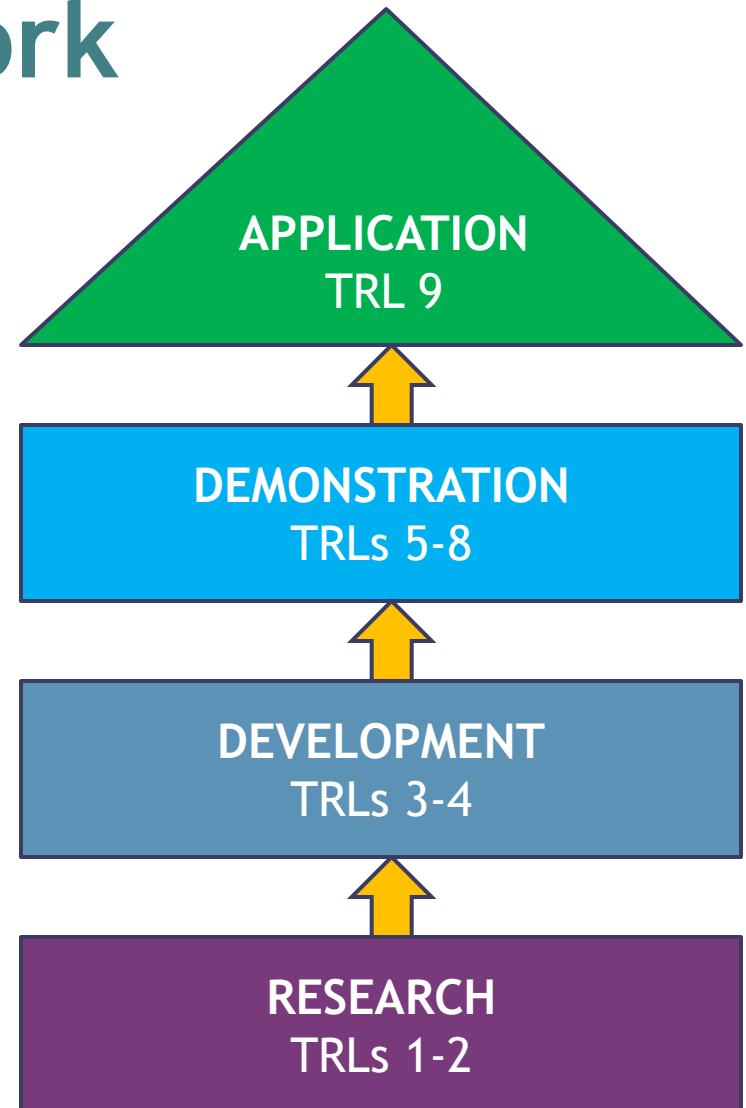 ork
APPLICATION
TRL 9
DEMONSTRATION
TRLs 5-8
DEVELOPMENT
TRLs 3-4
RESEARCH
TRLs 1-2